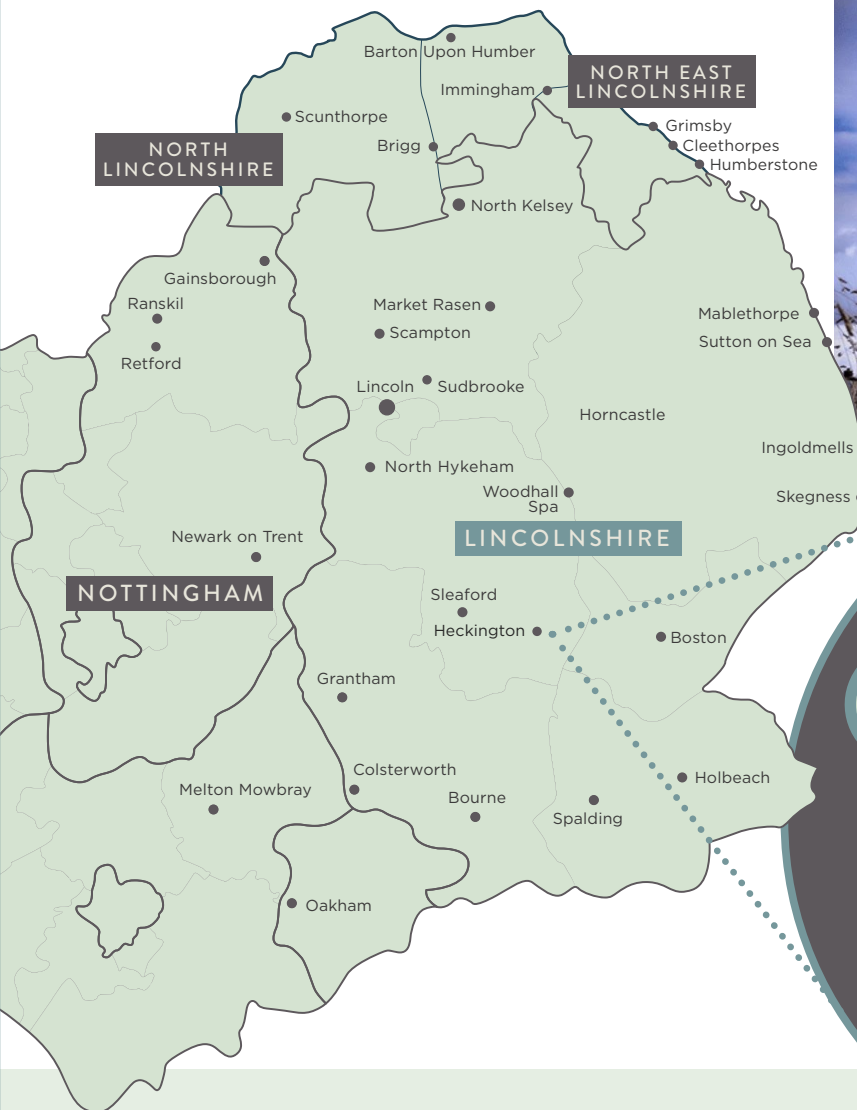 Barton Upon Humber
NORTH EAST
LINCOLNSHIRE
Immingham
Scunthorpe
Grimsby
Brigg
Cleethorpes
NORTH
LINCOLNSHIRE
Humberstone
North Kelsey
Gainsborough
Ranskil
Market Rasen
Mablethorpe
Scampton
Sutton on Sea
Retford
Lincoln
Sudbrooke
Horncastle
Ingoldmells
North Hykeham
Woodhall
Spa
Skegness
Newark on Trent
LINCOLNSHIRE
NOTTINGHAM
Sleaford
Heckington
Boston
Grantham
Colsterworth
Holbeach
Melton Mowbray
Bourne
Spalding
Oakham